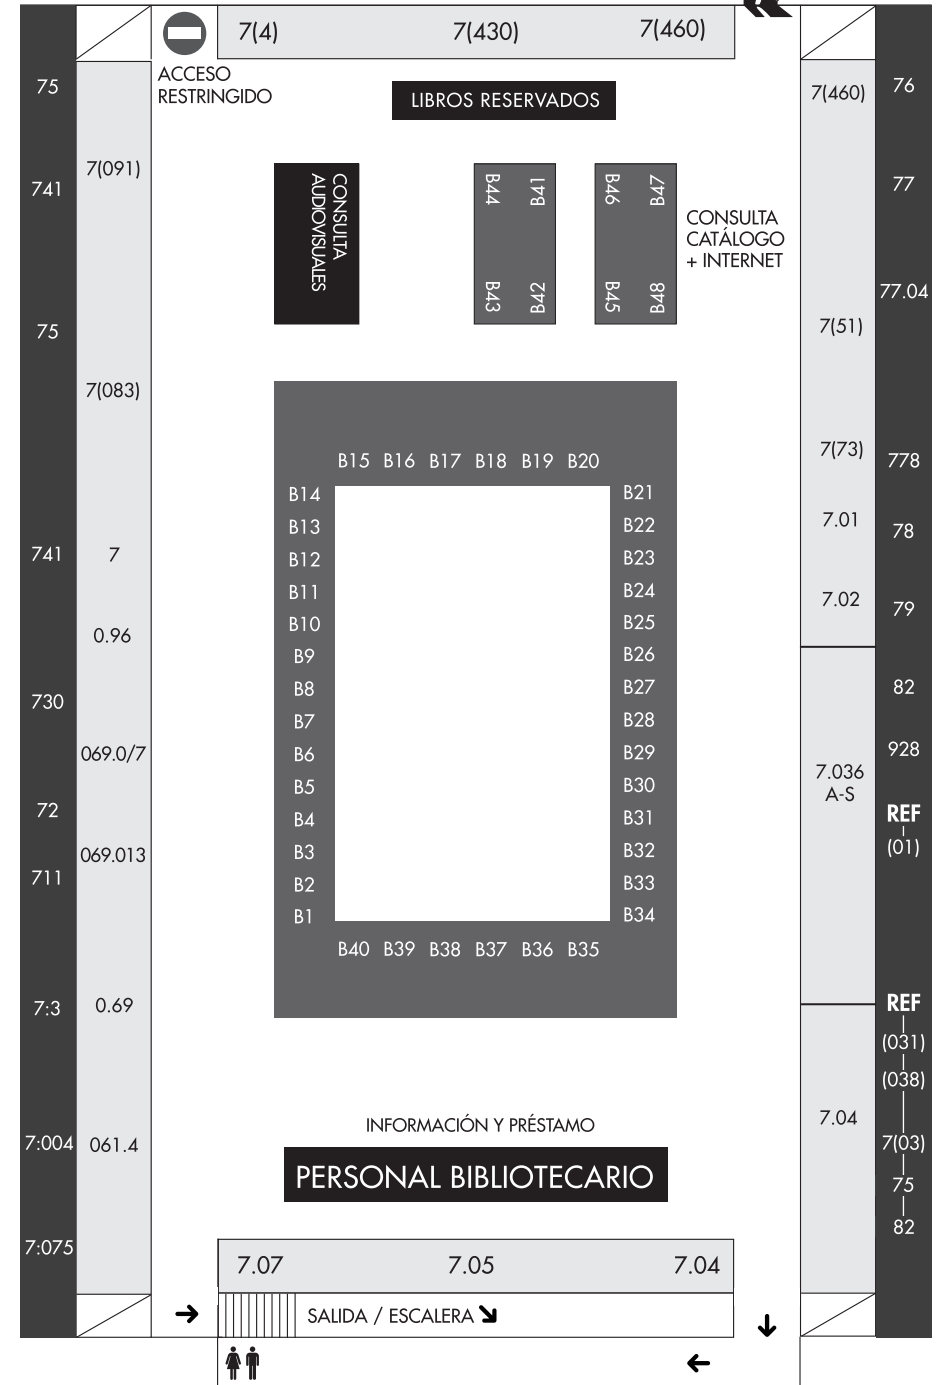 7(4) 7(430) 7(460)
ACCESO
RESTRINGIDO
LIBROS RESERVADOS
75
741
75
741
730
72
711
7:3
7:004
7:075
7(091)
7(083)
7
0.96
069.0/7
069.013
0.69
061.4
CONSULTA
AUDIOVISUALES
B44 B41
B43 B42
B46 B47
B45 B48
CONSULTA
CATÁLOGO
+ INTERNET
B15 B16 B17 B18 B19 B20
B14 B21
B13 B22
B12 B23
B11 B24
B10 B25
B9 B26
B8 B27
B7 B28
B6 B29
B5 B30
B4 B31
B3 B32
B2 B33
B1 B34
B40 B39 B38 B37 B36 B35
7(460)
7(51)
7(73)
7.01
7.02
7.036
A-S
7.04
76
77
77.04
778
78
79
82
928
REF
(01)
REF
(031)
(038)
7(03)
75
82
INFORMACIÓN Y PRÉSTAMO
PERSONAL BIBLIOTECARIO
7.07 7.05 7.04
SALIDA / ESCALERA